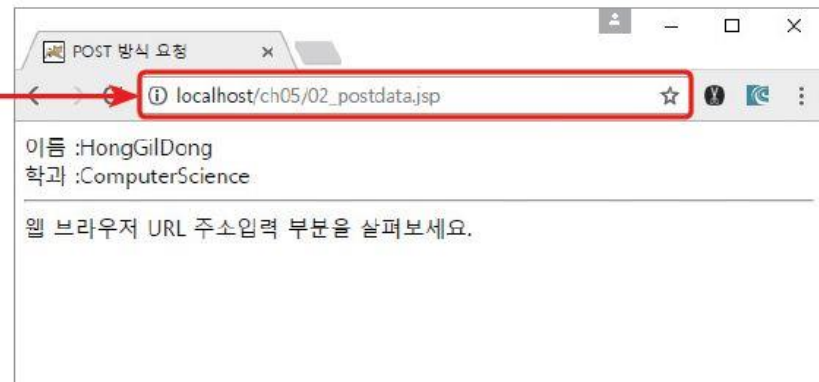 POST 방식 요청
localhost/ch05/02_postdata.jsp
이름 :HongGilDong
학과 :ComputerScience
웹 브라우저 URL 주소입력 부분을 살펴보세요.